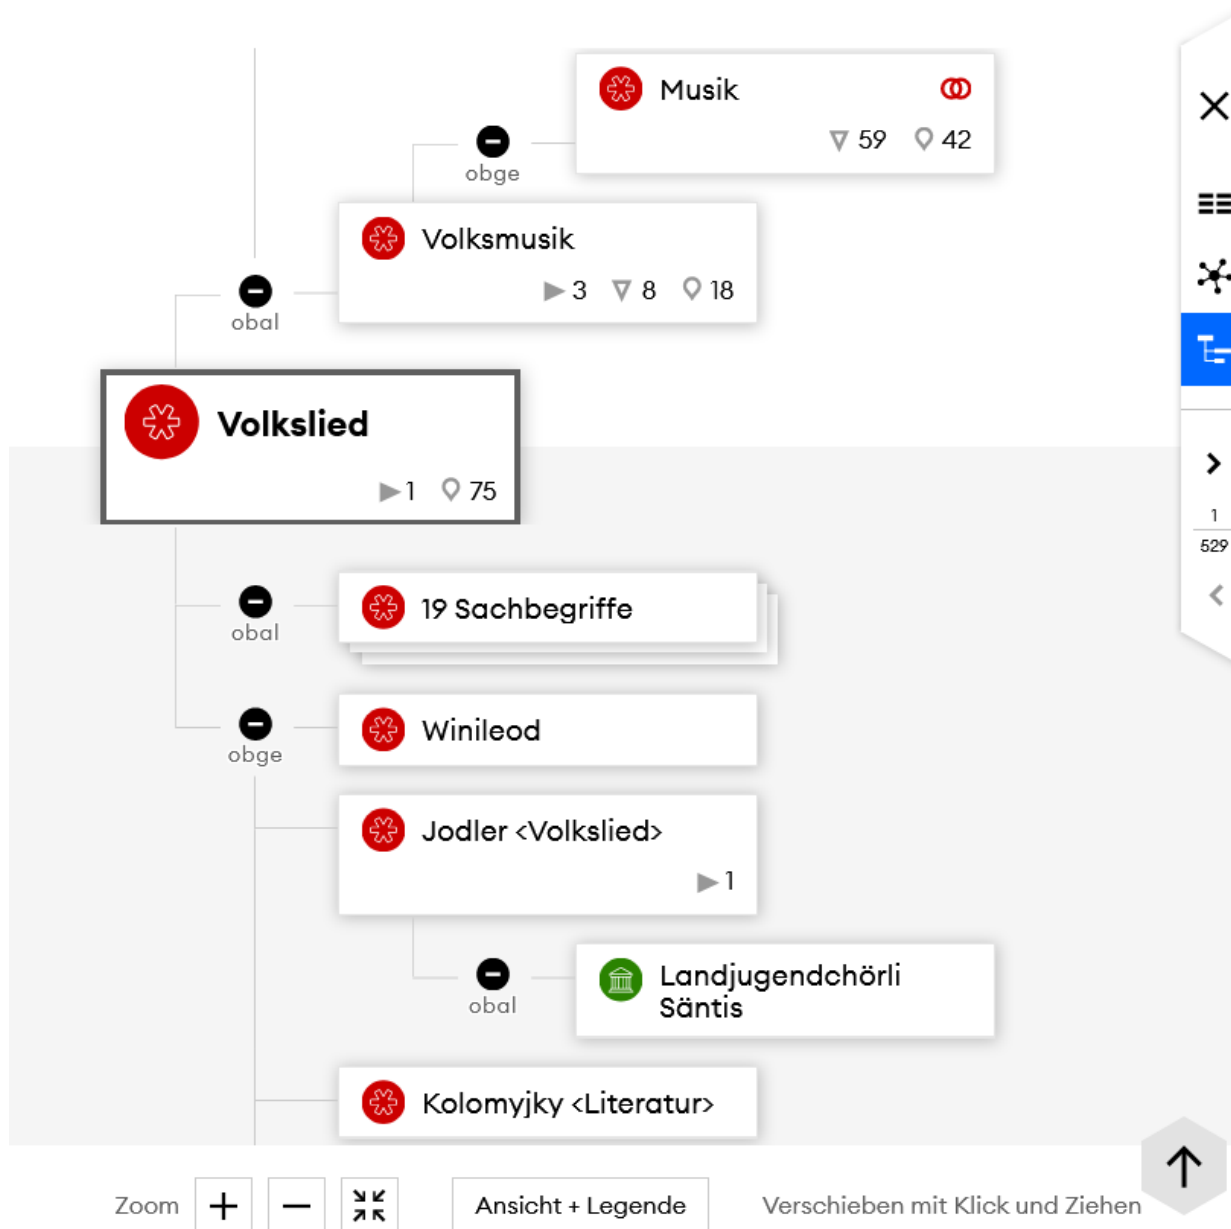 Musik
59 42
obge
Volksmusik
3 8 18
obal
Volkslied
1 75
1
529
19 Sachbegriffe
obal
Winileod
obge
Jodler <Volkslied>
1
Landjugendchörli
Säntis
obal
Kolomyjky <Literatur>
Zoom + − Ansicht + Legende Verschieben mit Klick und Ziehen